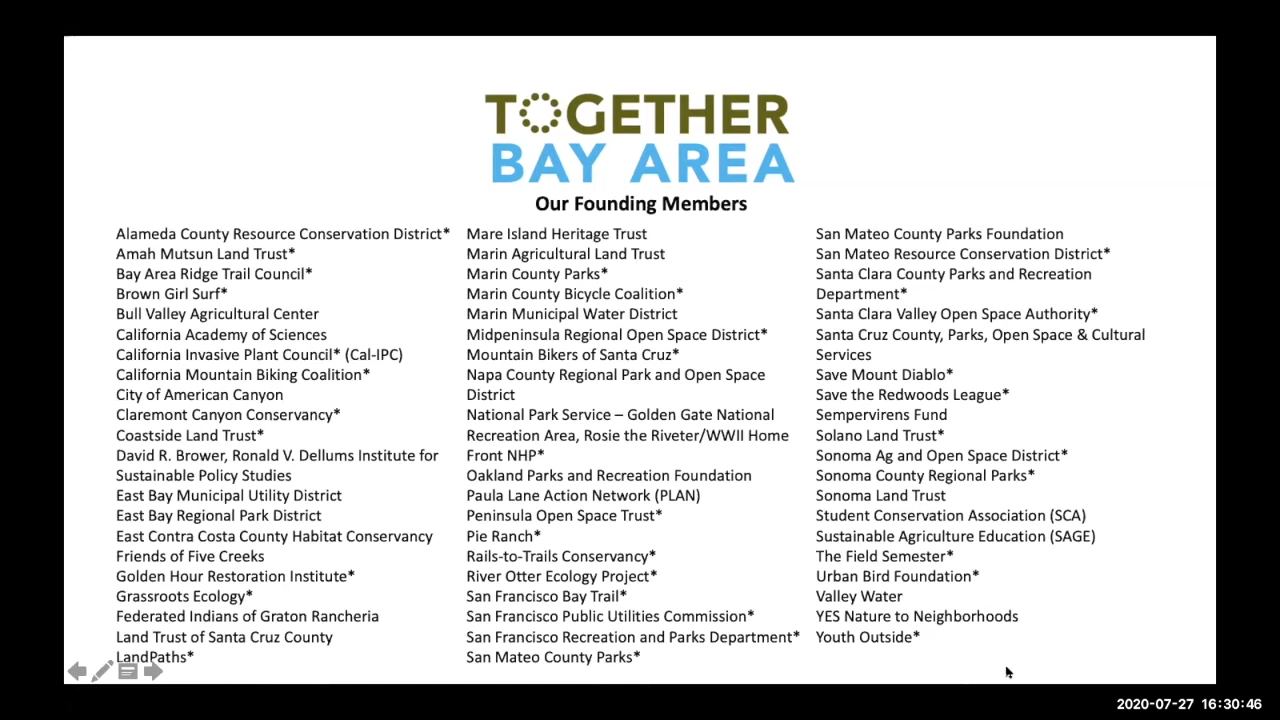 TOGETHER
BAY AREA
Our Founding Members
Alameda County Resource Conservation District*
Amah Mutsun Land Trust*
Bay Area Ridge Trail Council*
Brown Girl Surf*
Bull Valley Agricultural Center
California Academy of Sciences
California Invasive Plant Council* (Cal-IPC)
California Mountain Biking Coalition*
City of American Canyon
Claremont Canyon Conservancy*
Coastside Land Trust*
David R. Brower, Ronald V. Dellums Institute for
Sustainable Policy Studies
East Bay Municipal Utility District
East Bay Regional Park District
East Contra Costa County Habitat Conservancy
Friends of Five Creeks
Golden Hour Restoration Institute*
Grassroots Ecology*
Federated Indians of Graton Rancheria
Land Trust of Santa Cruz County
LandPaths*
Mare Island Heritage Trust
Marin Agricultural Land Trust
Marin County Parks*
Marin County Bicycle Coalition*
Marin Municipal Water District
Midpeninsula Regional Open Space District*
Mountain Bikers of Santa Cruz*
Napa County Regional Park and Open Space
District
National Park Service – Golden Gate National
Recreation Area, Rosie the Riveter/WWII Home
Front NHP*
Oakland Parks and Recreation Foundation
Paula Lane Action Network (PLAN)
Peninsula Open Space Trust*
Pie Ranch*
Rails-to-Trails Conservancy*
River Otter Ecology Project*
San Francisco Bay Trail*
San Francisco Public Utilities Commission*
San Francisco Recreation and Parks Department*
San Mateo County Parks*
San Mateo County Parks Foundation
San Mateo Resource Conservation District*
Santa Clara County Parks and Recreation
Department*
Santa Clara Valley Open Space Authority*
Santa Cruz County, Parks, Open Space & Cultural
Services
Save Mount Diablo*
Save the Redwoods League*
Sempervirens Fund
Solano Land Trust*
Sonoma Ag and Open Space District*
Sonoma County Regional Parks*
Sonoma Land Trust
Student Conservation Association (SCA)
Sustainable Agriculture Education (SAGE)
The Field Semester*
Urban Bird Foundation*
Valley Water
YES Nature to Neighborhoods
Youth Outside*
2020-07-27 16:30:46